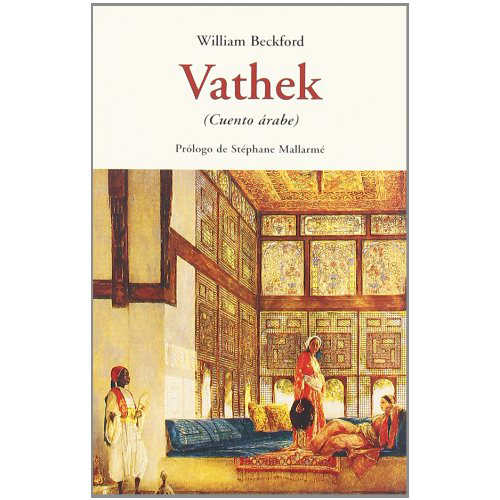 William Beckford
Vathek
(Cuento árabe)
Prólogo de Stéphane Mallarmé